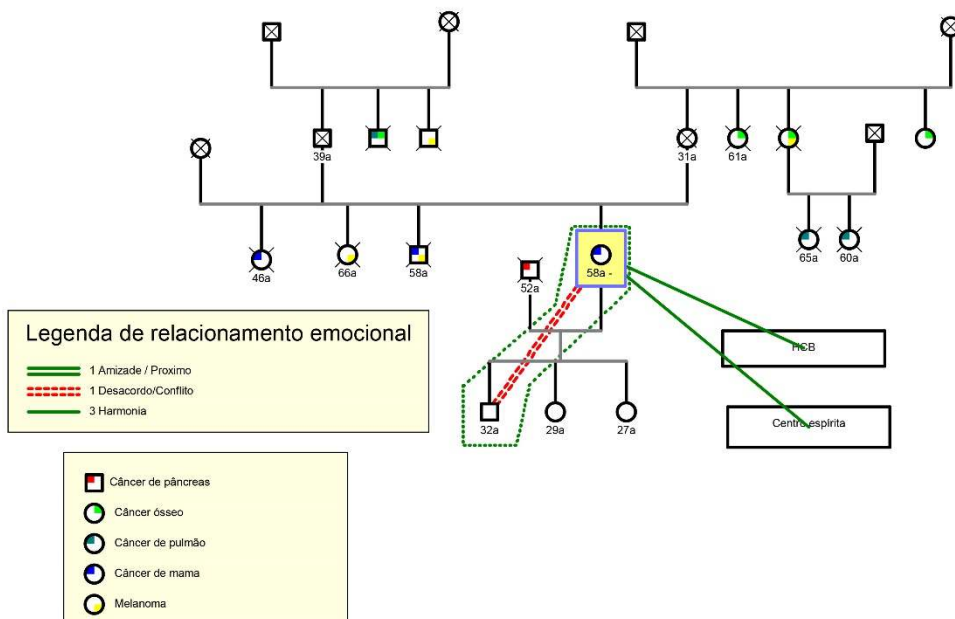 39a
31a
61a
46a
66a
58a
58a -
65a
60a
52a
Legenda de relacionamento emocional
1 Amizade / Proximo
1 Desacordo/Conflito
3 Harmonia
HCB
Centro espírita
32a
29a
27a
Câncer de pâncreas
Câncer ósseo
Câncer de pulmão
Câncer de mama
Melanoma